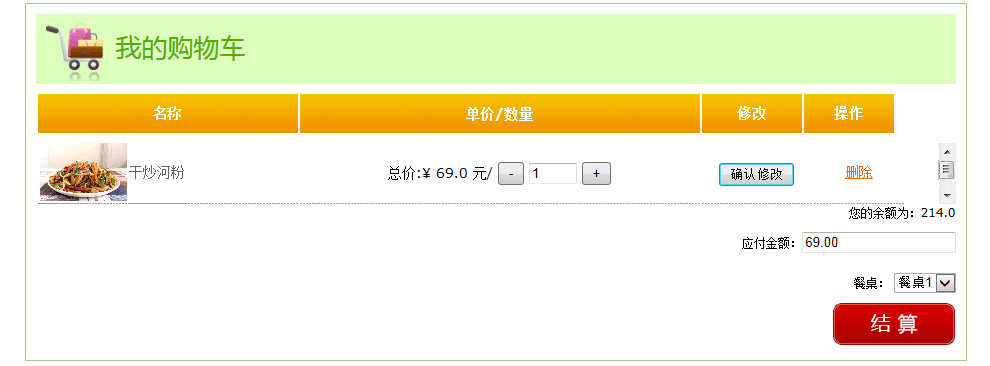 我的购物车
名称 单价/数量 修改 操作
干炒河粉 总价:¥ 69.0 元/ - 1 + 确认修改 删除
您的余额为：214.0
应付金额：69.00
餐桌： 餐桌1
结 算